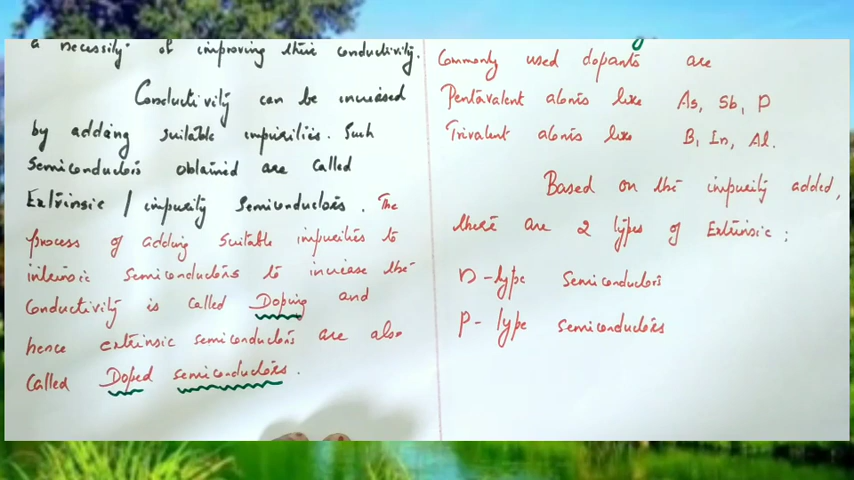 a necessity of improving their conductivity.
Conductivity can be increased
by adding suitable impurities. Such
semiconductors obtained are called
Extrinsic / impurity semiconductors. The
process of adding suitable impurities to
intrinsic semiconductors to increase the
conductivity is called Doping and
hence extrinsic semiconductors are also
called Doped semiconductors.
Commonly used dopants are
Pentavalent atoms like As, Sb, P
Trivalent atoms like B, In, Al.
Based on the impurity added,
there are 2 types of Extrinsic;
n-type semiconductors
P-type semiconductors